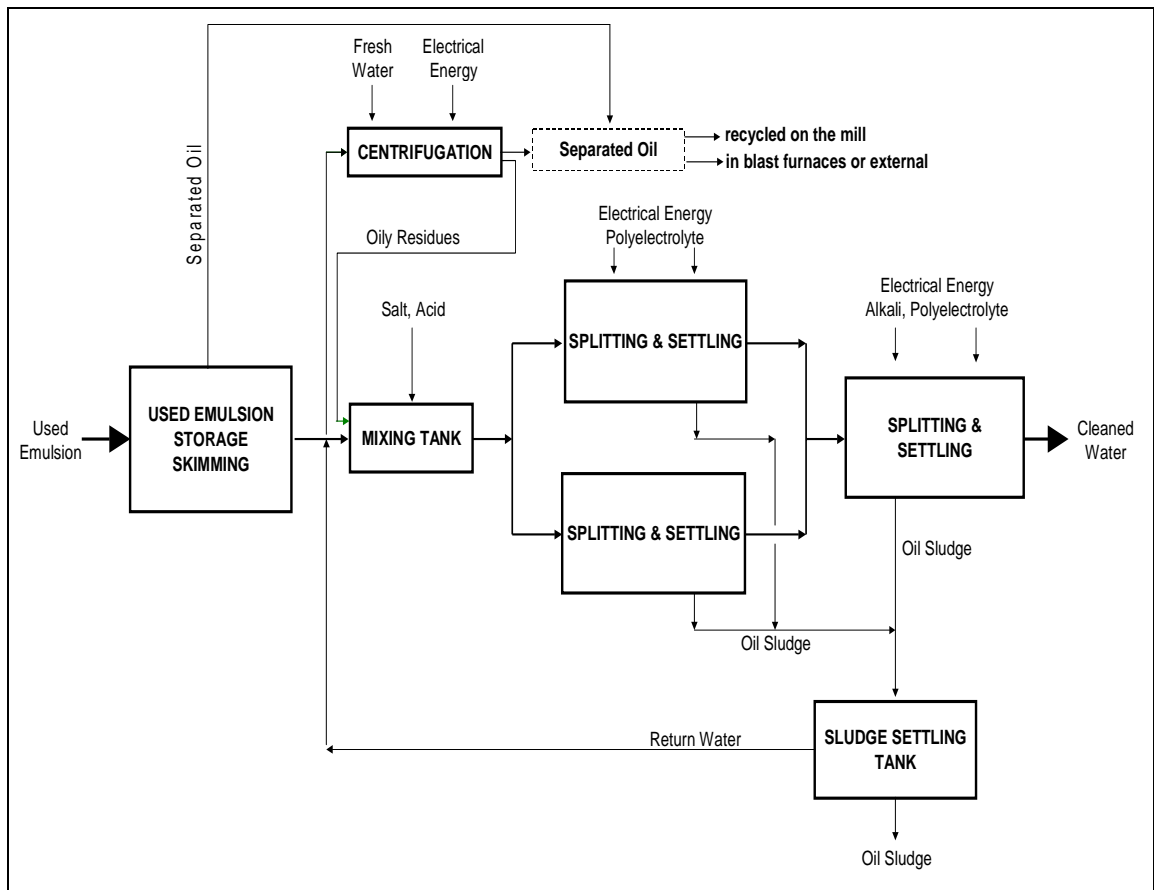 Fresh
Water
Electrical
Energy
Separated Oil
CENTRIFUGATION
Separated Oil
recycled on the mill
in blast furnaces or external
Oily Residues
Electrical Energy
Polyelectrolyte
Salt, Acid
Electrical Energy
Alkali, Polyelectrolyte
SPLITTING & SETTLING
Used
Emulsion
USED EMULSION
STORAGE
SKIMMING
MIXING TANK
SPLITTING &
SETTLING
Cleaned
Water
SPLITTING & SETTLING
Oil Sludge
Oil Sludge
Return Water
SLUDGE SETTLING
TANK
Oil Sludge